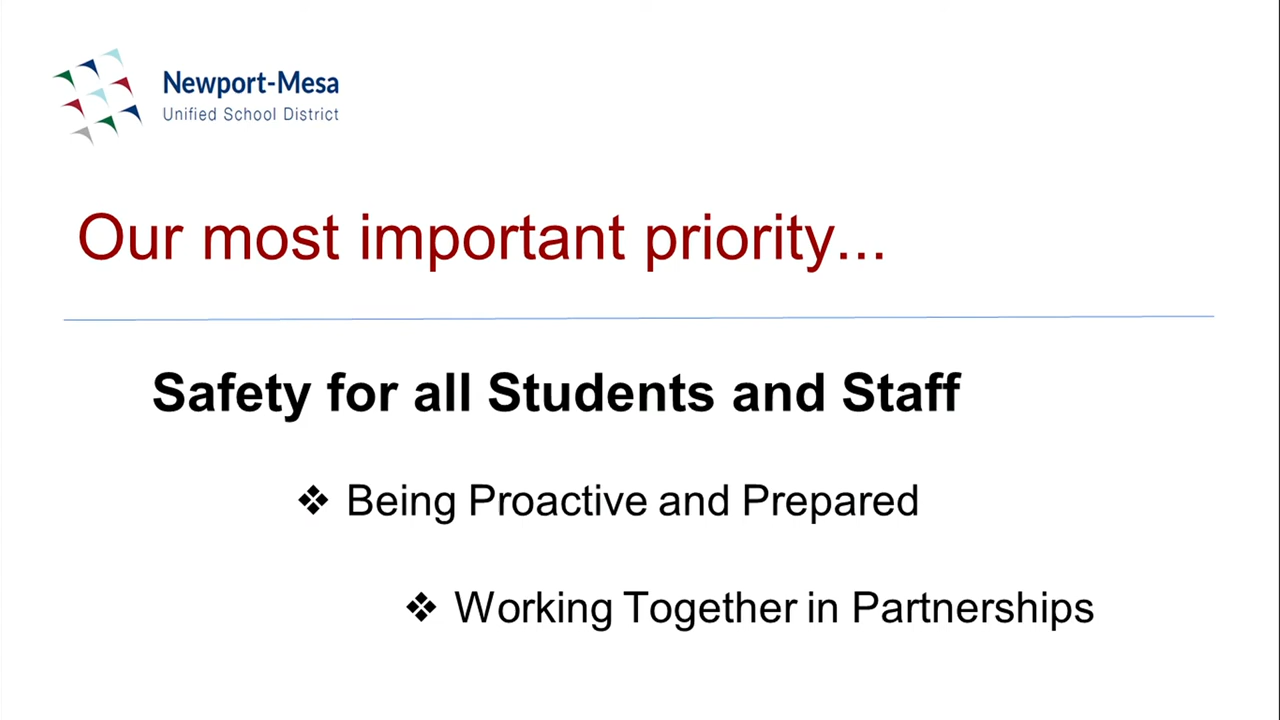 Newport-Mesa
Unified School District
Our most important priority...
Safety for all Students and Staff
❖ Being Proactive and Prepared
❖ Working Together in Partnerships